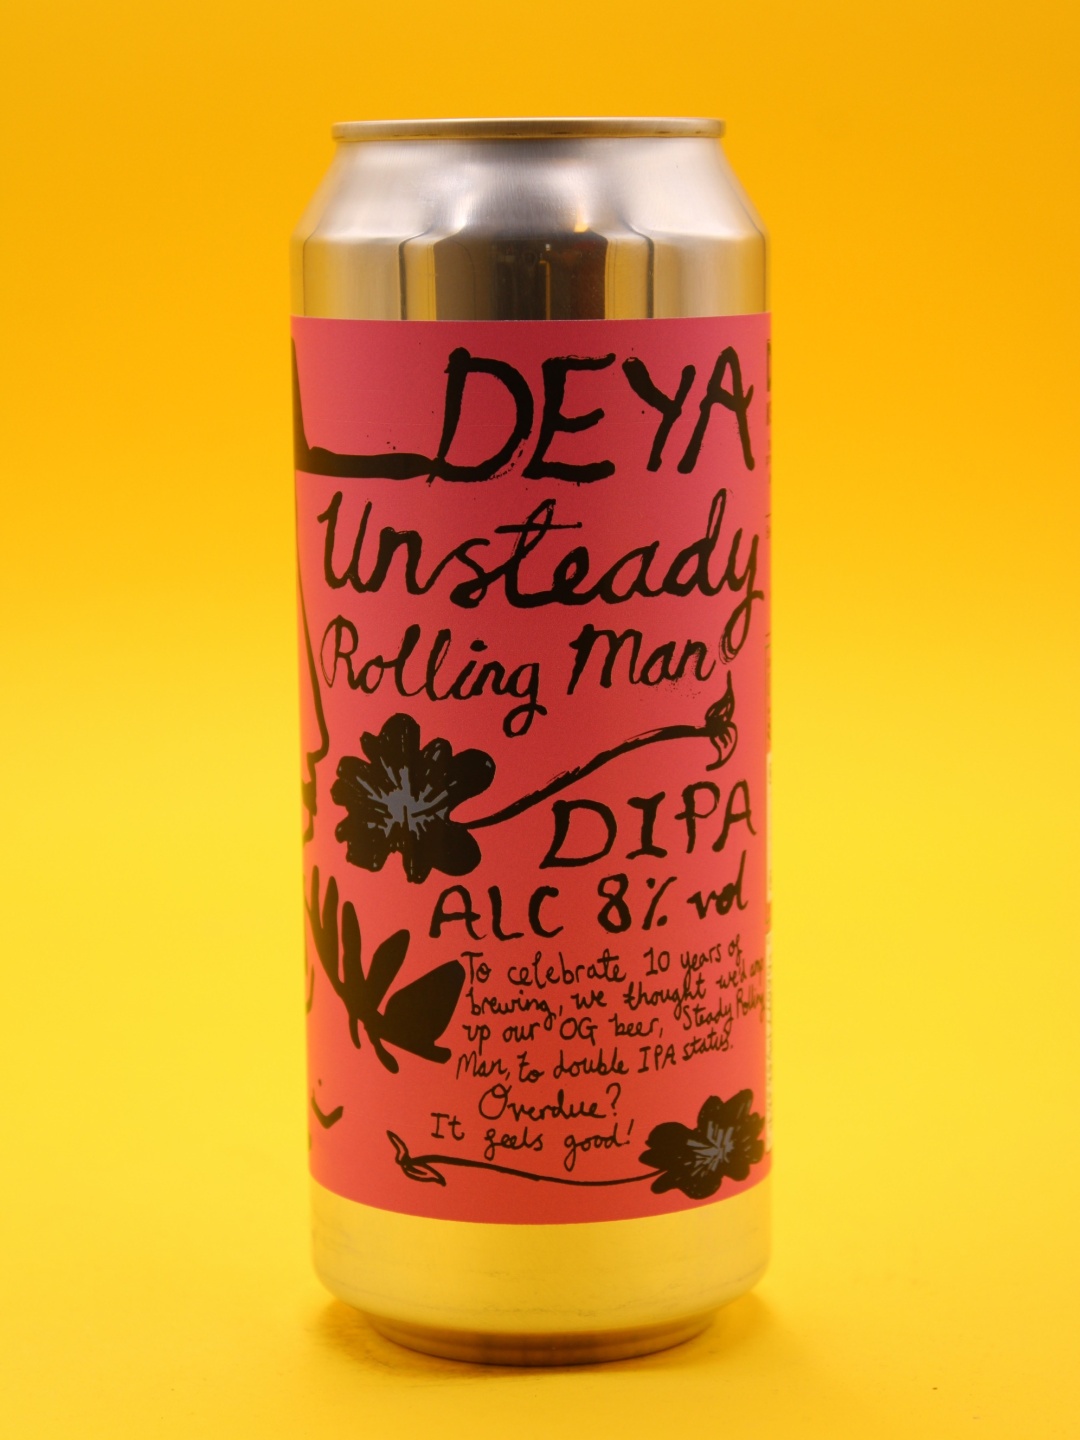 DEYA
Unsteady
Rolling Man
DIPA
ALC 8% vol
To celebrate 10 years of
brewing, we thought we'd amp
up our OG beer, Steady Rolling
Man, to double IPA status.
Overdue?
It feels good!